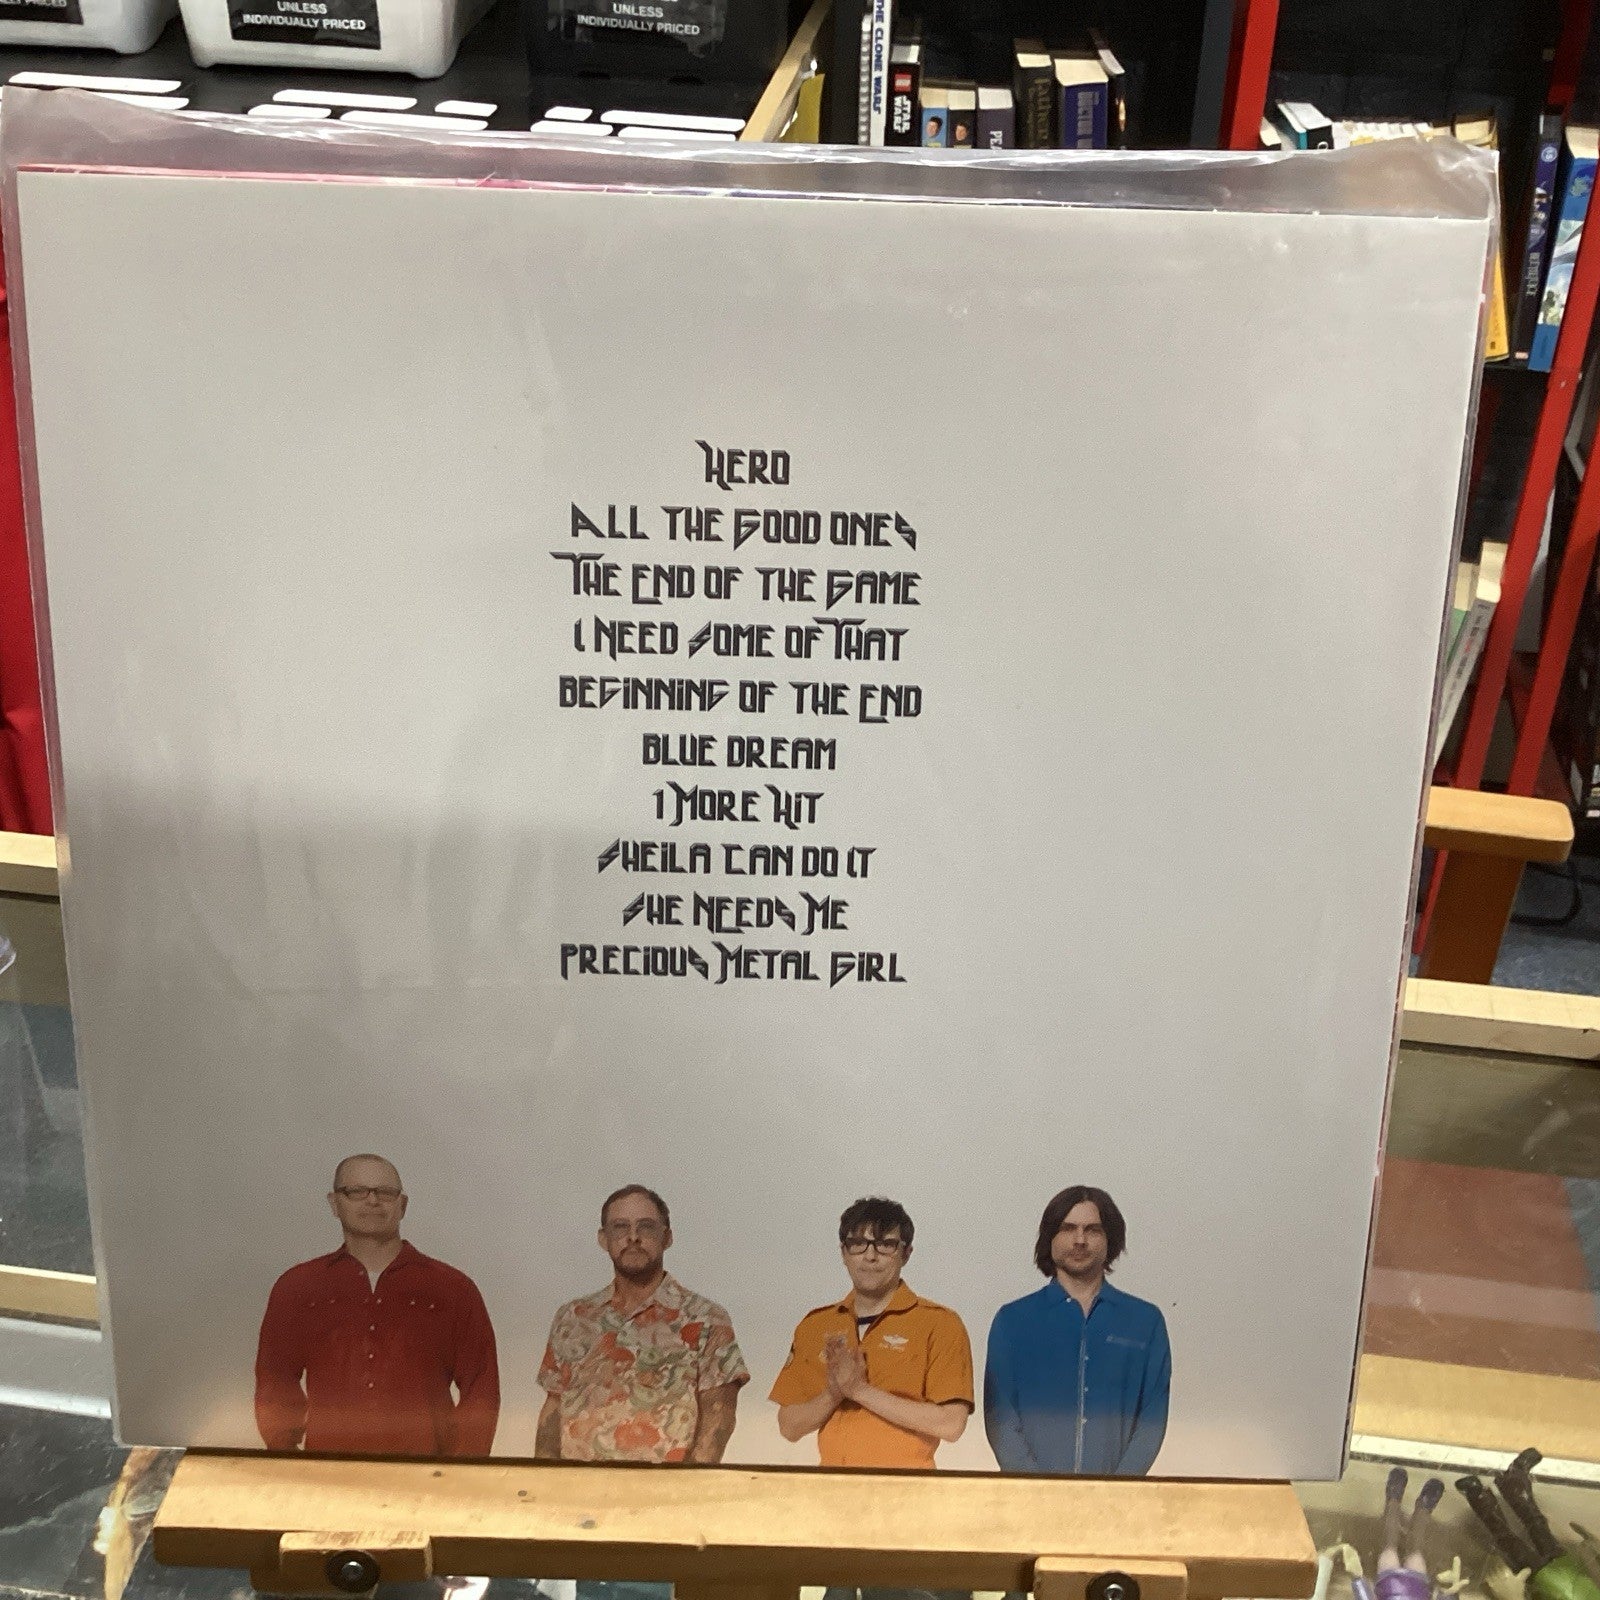 UNLESS
INDIVIDUALLY PRICED
UNLESS
INDIVIDUALLY PRICED
THE CLONE WARS
STAR WARS
HERO
ALL THE GOOD ONES
THE END OF THE GAME
I NEED SOME OF THAT
BEGINNING OF THE END
BLUE DREAM
1 MORE HIT
SHEILA CAN DO IT
SHE NEEDS ME
PRECIOUS METAL GIRL